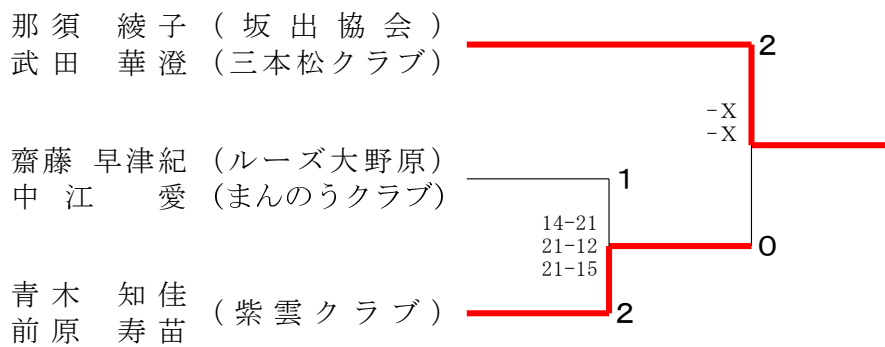 那須 綾子 (坂出協会)
武田 華澄 (三本松クラブ)
2
-X
-X
齋藤 早津紀 (ルーズ大野原)
中江 愛 (まんのうクラブ)
1
14-21
21-12
21-15
0
青木 知佳
前原 寿苗
(紫雲クラブ)
2